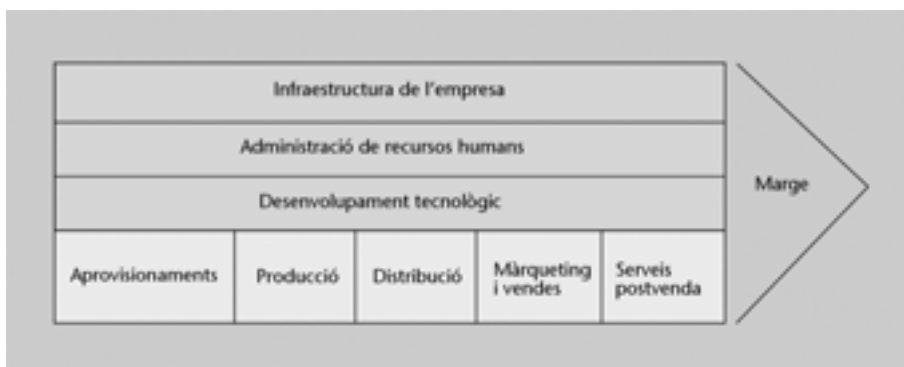 Infraestructura de l'empresa
Administració de recursos humans
Desenvolupament tecnològic
Marge
Aprovisionaments
Producció
Distribució
Màrqueting
i vendes
Serveis
postvenda